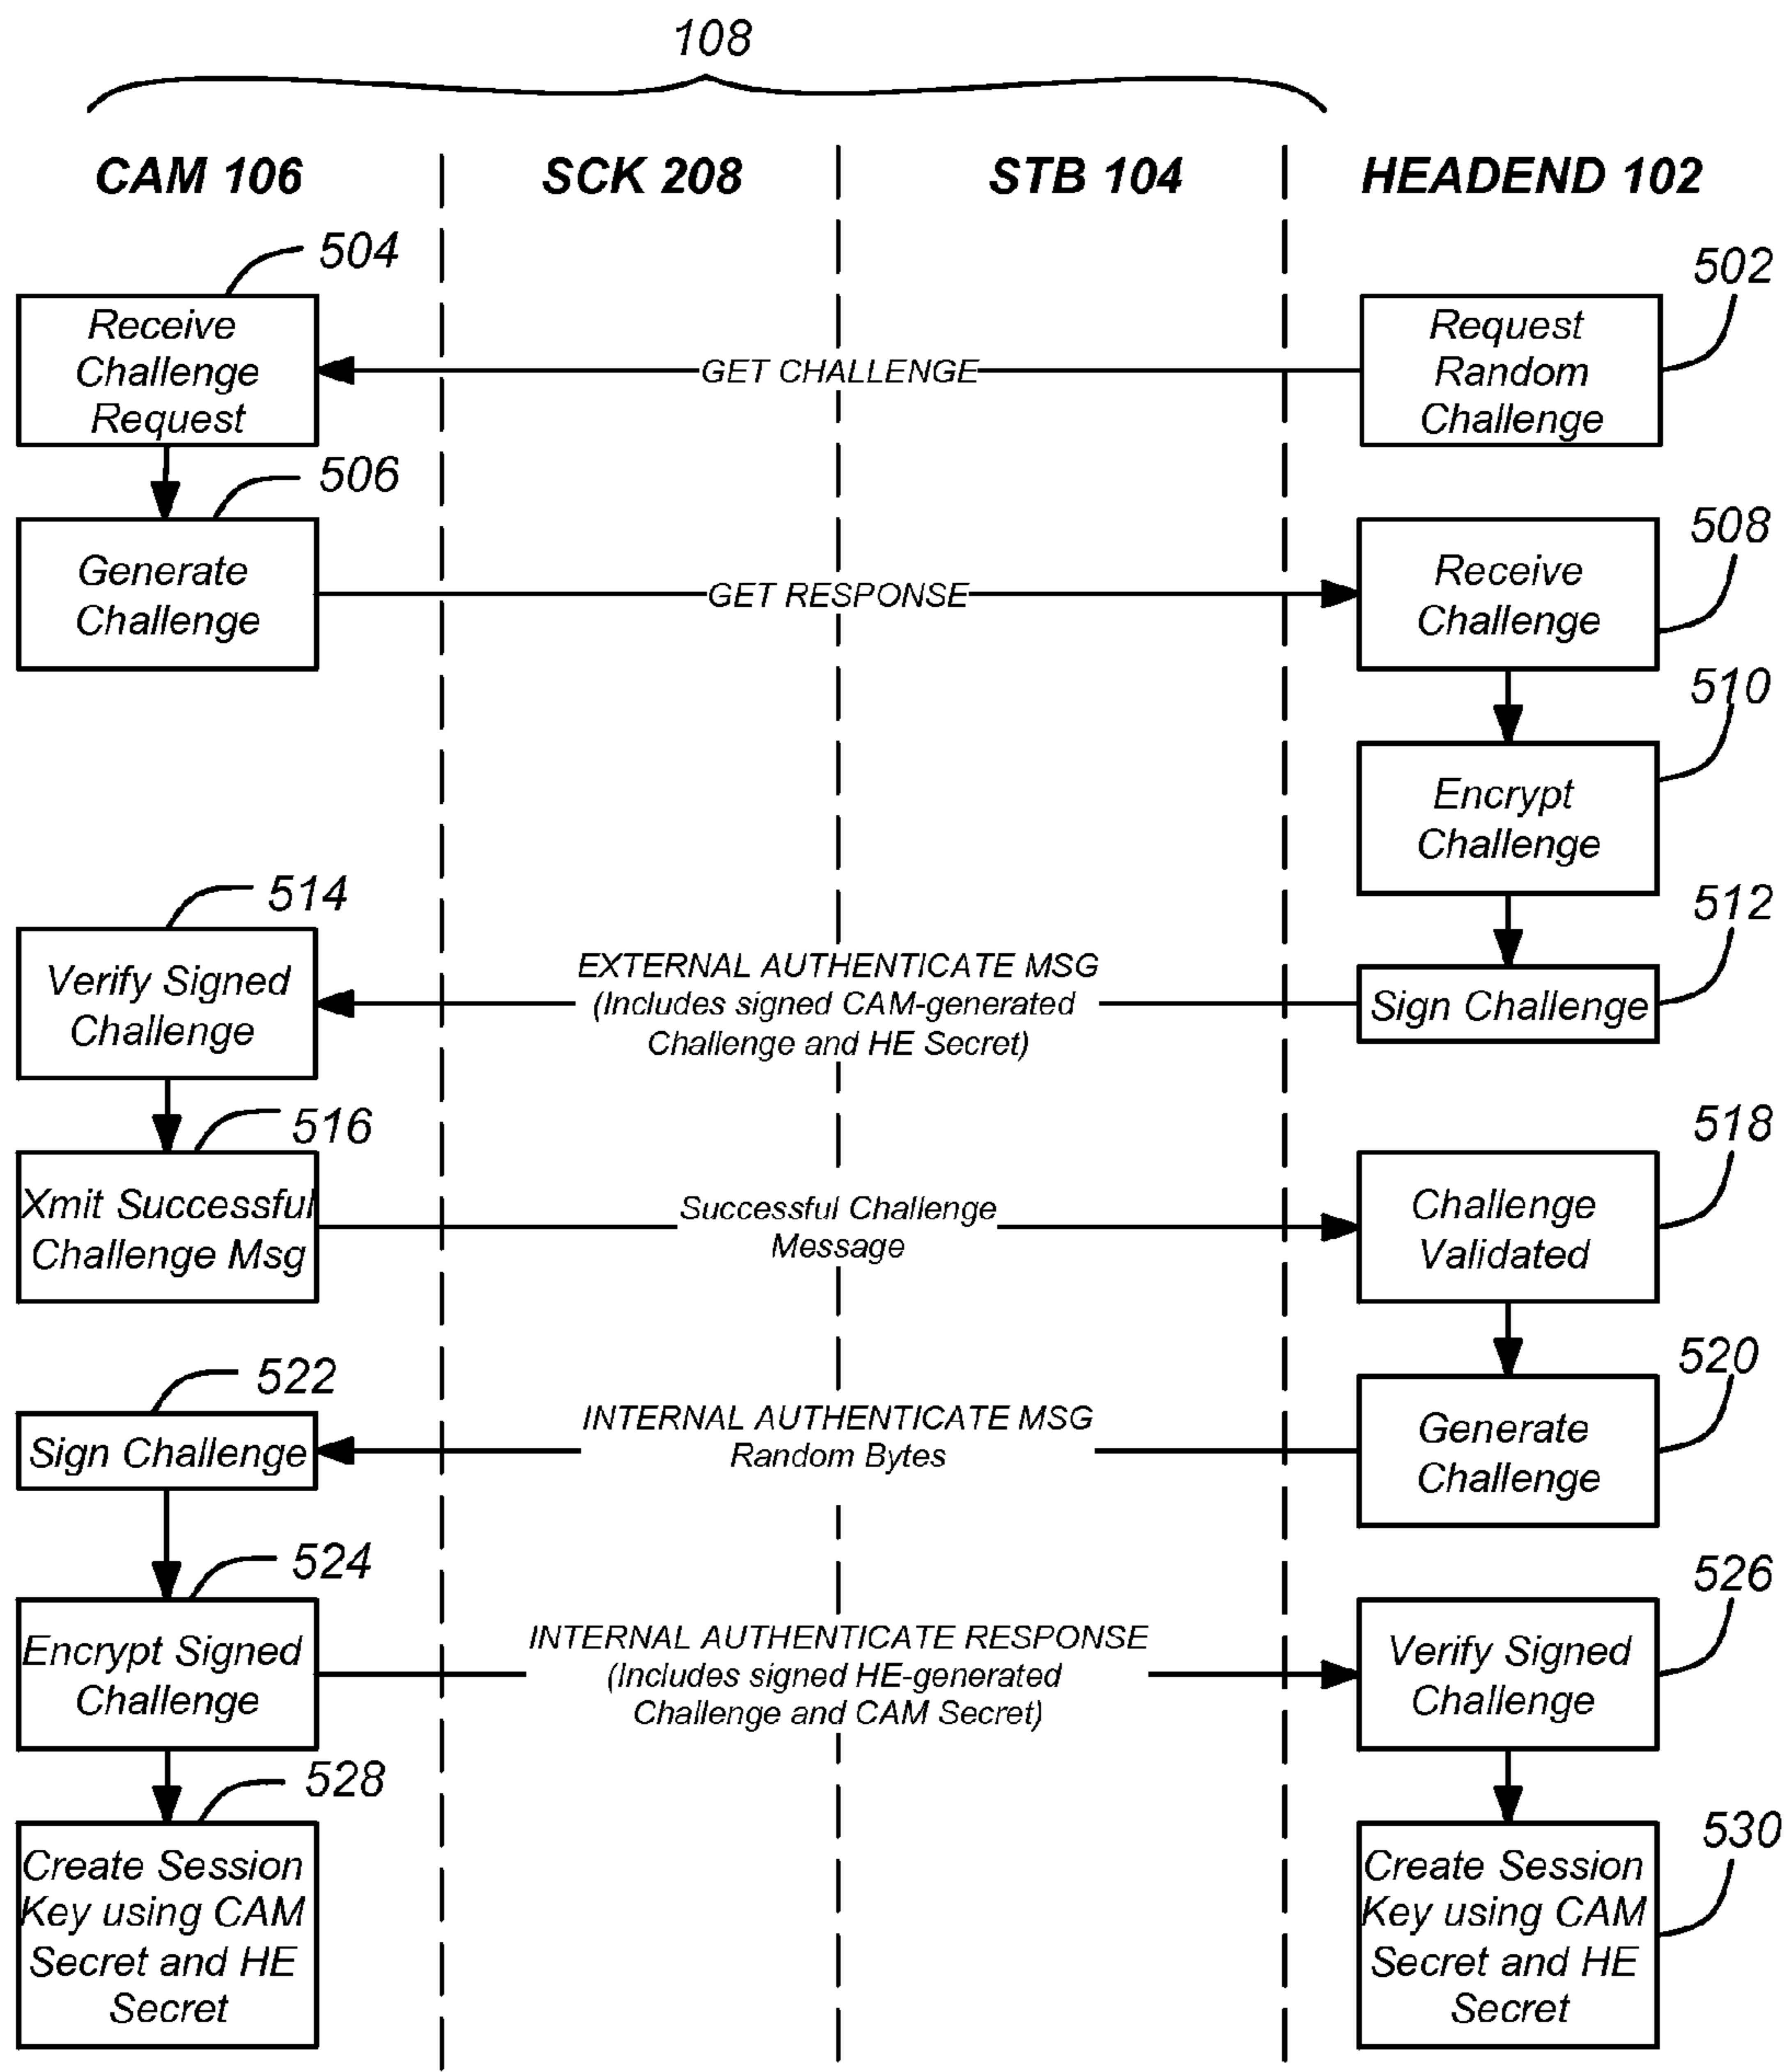 108
CAM 106
SCK 208
STB 104
HEADEND 102
504
502
Receive
Challenge
Request
GET CHALLENGE
Request
Random
Challenge
506
508
Generate
Challenge
GET RESPONSE
Receive
Challenge
510
Encrypt
Challenge
514
512
Verify Signed
Challenge
EXTERNAL AUTHENTICATE MSG
(Includes signed CAM-generated
Challenge and HE Secret)
Sign Challenge
516
518
Xmit Successful
Challenge Msg
Successful Challenge
Message
Challenge
Validated
522
520
Sign Challenge
INTERNAL AUTHENTICATE MSG
Random Bytes
Generate
Challenge
524
526
Encrypt Signed
Challenge
INTERNAL AUTHENTICATE RESPONSE
(Includes signed HE-generated
Challenge and CAM Secret)
Verify Signed
Challenge
528
530
Create Session
Key using CAM
Secret and HE
Secret
Create Session
Key using CAM
Secret and HE
Secret